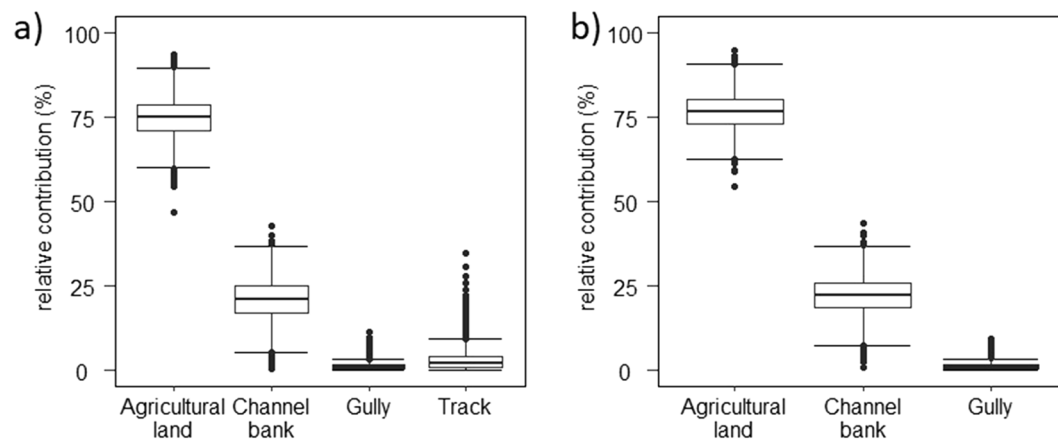 a)
relative contribution (%)
100
75
50
25
0
Agricultural land
Channel bank
Gully
Track
b)
relative contribution (%)
100
75
50
25
0
Agricultural land
Channel bank
Gully